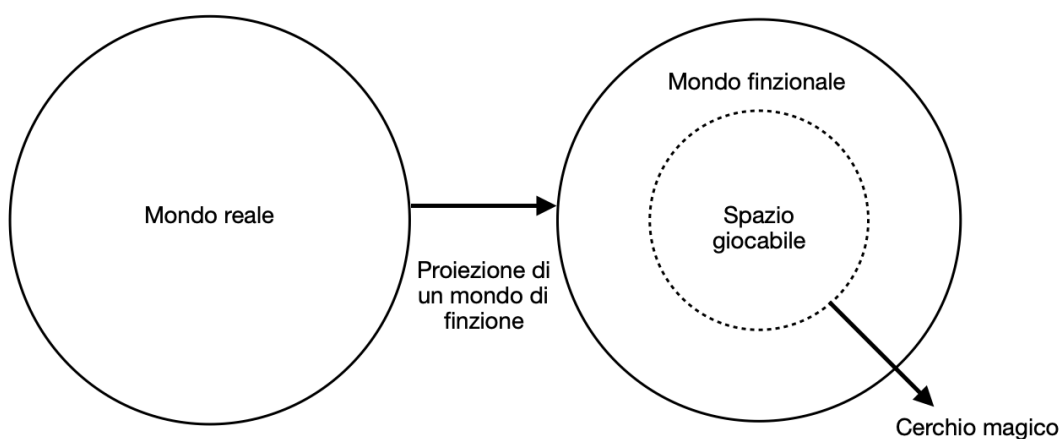 Mondo reale
Proiezione di
un mondo di
finzione
Mondo finzionale
Spazio
giocabile
Cerchio magico